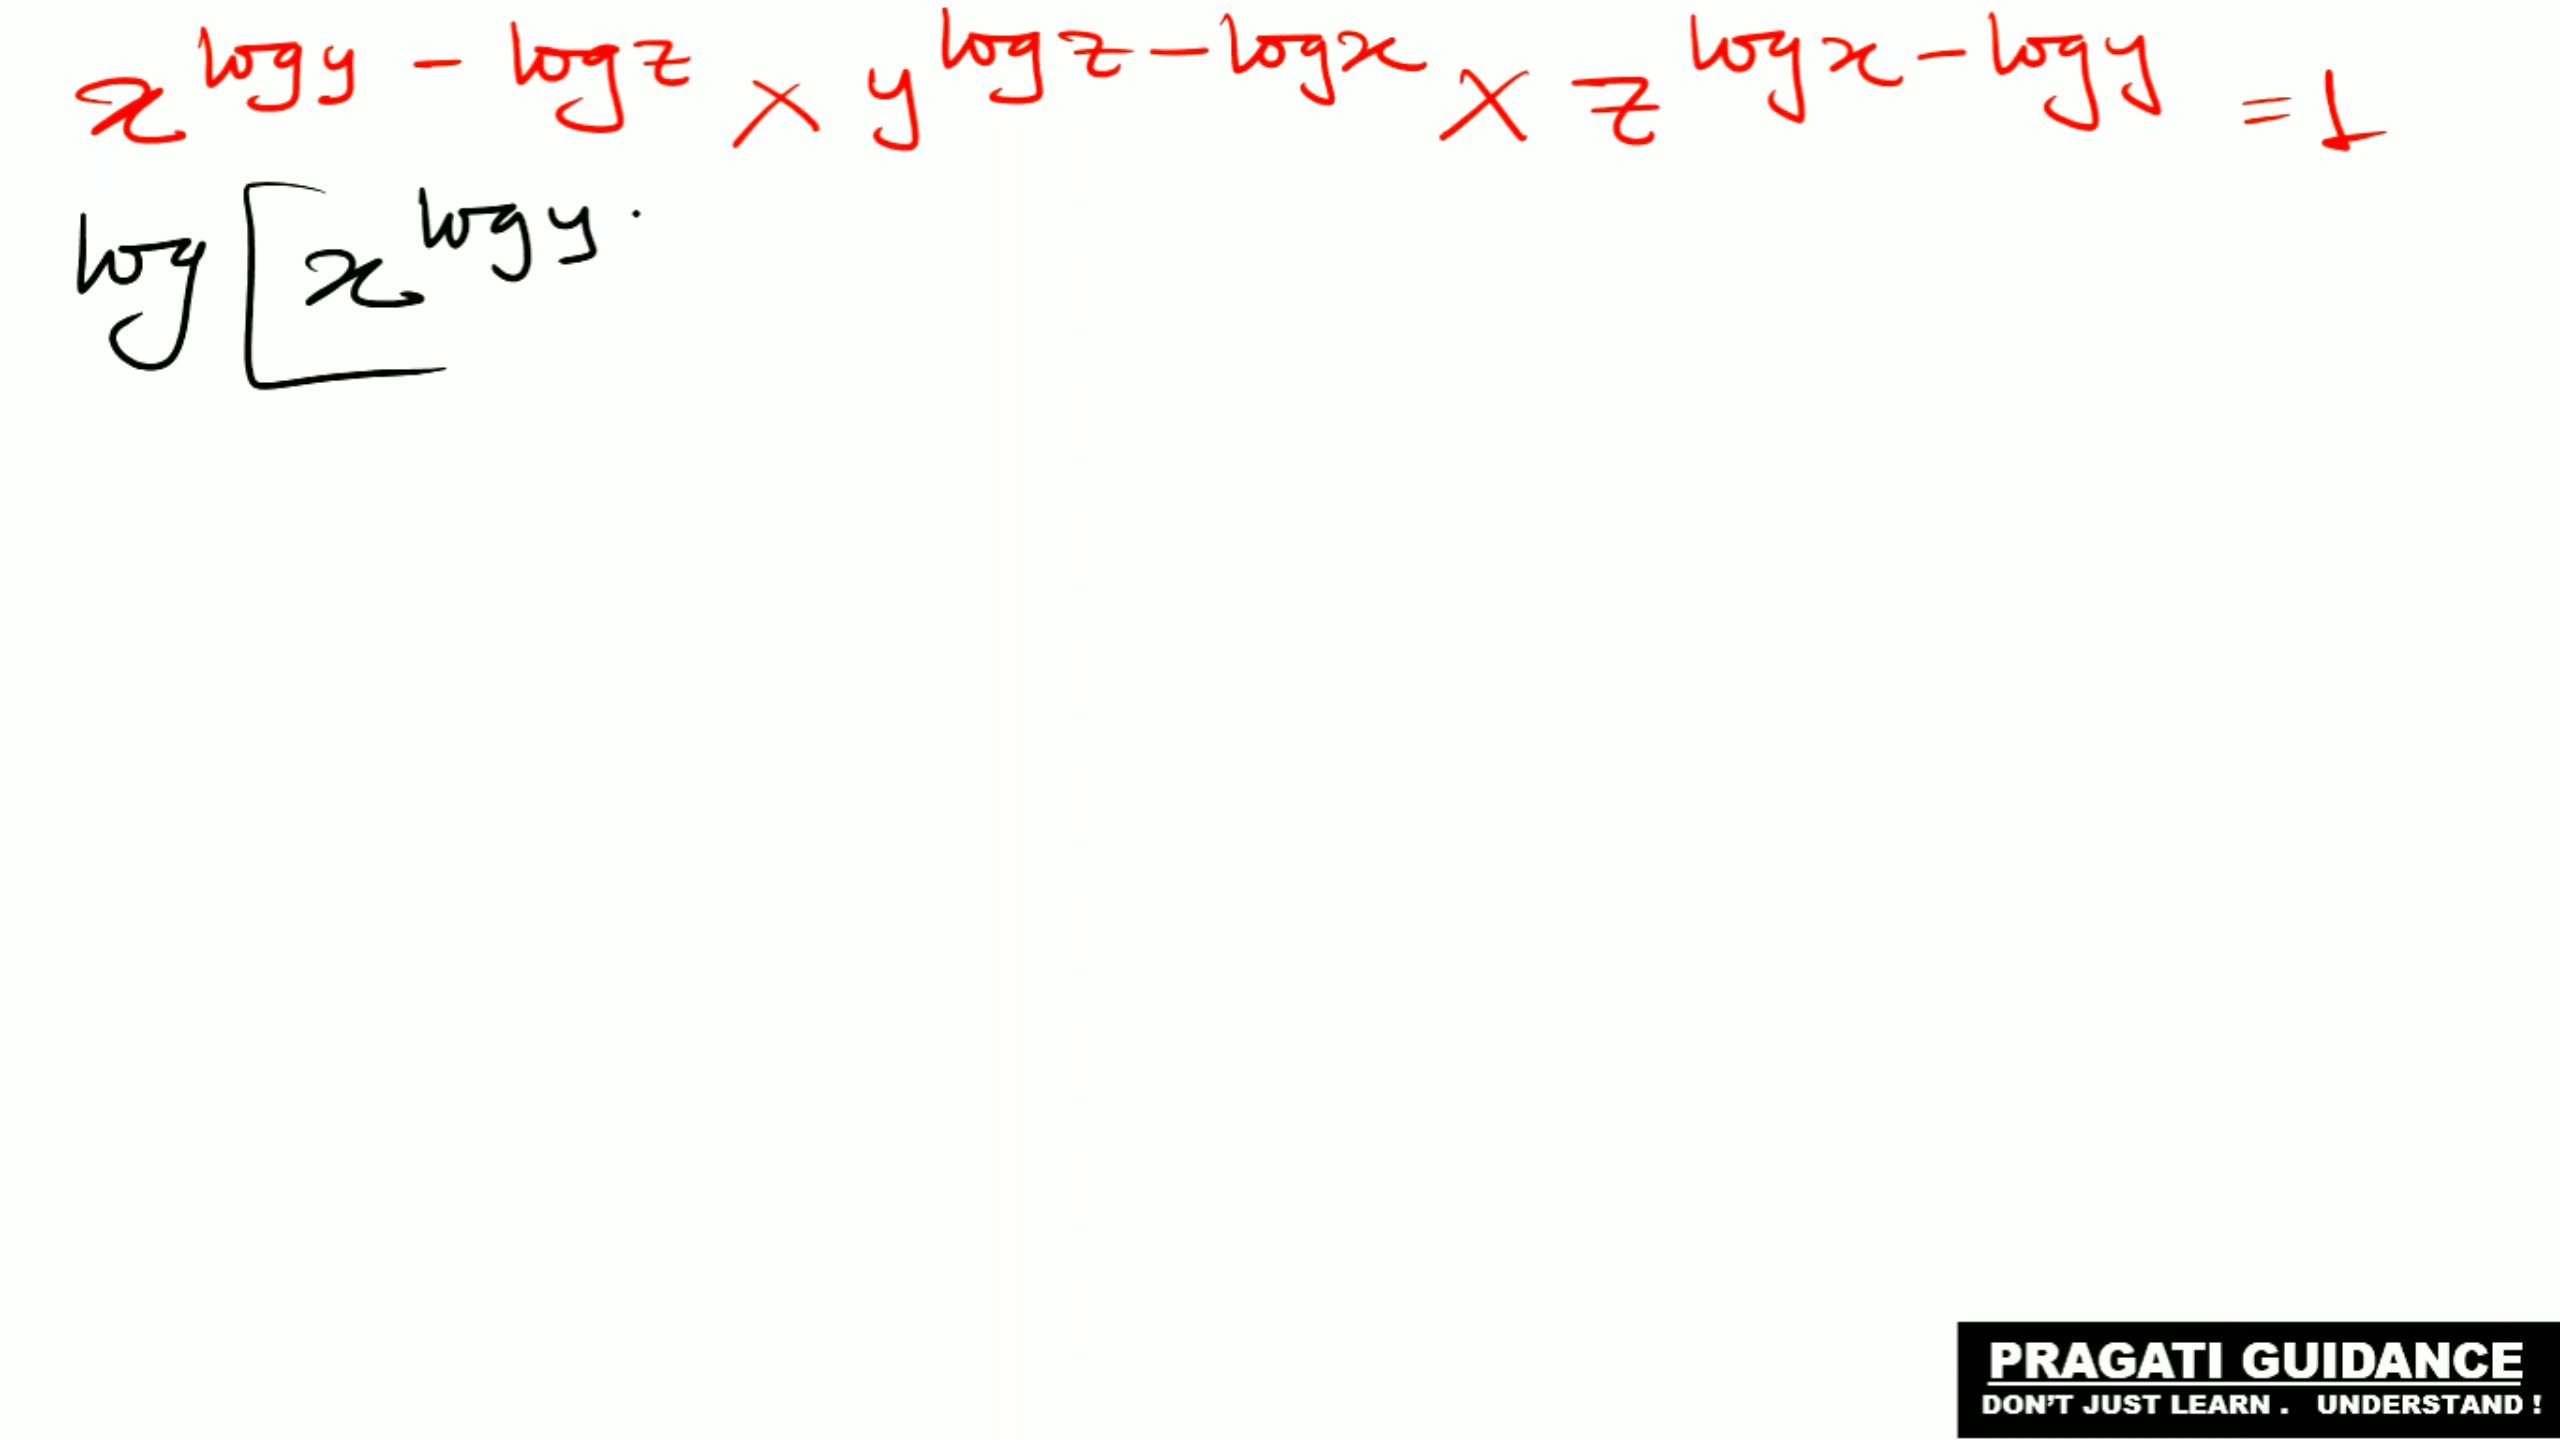 x^{log y - log z} × y^{log z - log x} × z^{log x - log y} = 1
log [x^{log y}
PRAGATI GUIDANCE
DON'T JUST LEARN . UNDERSTAND !